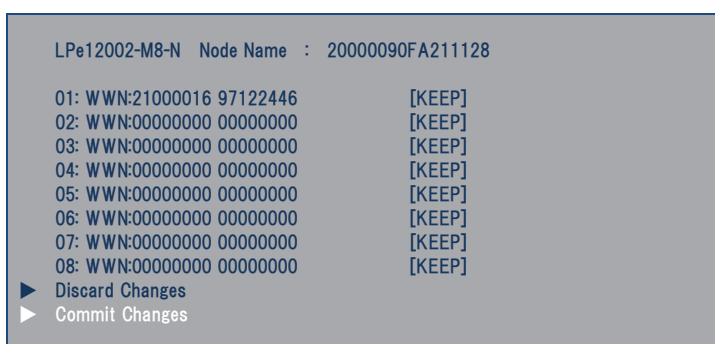 LPe12002-M8-N Node Name : 20000090FA211128
01: WWN:21000016 97122446 [KEEP]
02: WWN:00000000 00000000 [KEEP]
03: WWN:00000000 00000000 [KEEP]
04: WWN:00000000 00000000 [KEEP]
05: WWN:00000000 00000000 [KEEP]
06: WWN:00000000 00000000 [KEEP]
07: WWN:00000000 00000000 [KEEP]
08: WWN:00000000 00000000 [KEEP]
▶ Discard Changes
▶ Commit Changes